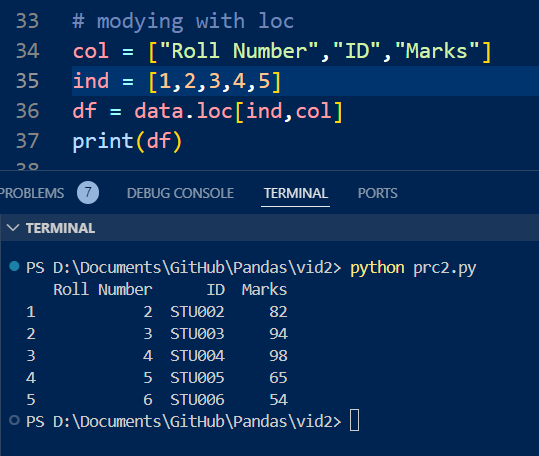 33 # modying with loc
34 col = ["Roll Number","ID","Marks"]
35 ind = [1,2,3,4,5]
36 df = data.loc[ind,col]
37 print(df)
38
PROBLEMS 7 DEBUG CONSOLE TERMINAL PORTS
TERMINAL
PS D:\Documents\GitHub\Pandas\vid2> python prc2.py
   Roll Number      ID  Marks
1            2  STU002     82
2            3  STU003     94
3            4  STU004     98
4            5  STU005     65
5            6  STU006     54
PS D:\Documents\GitHub\Pandas\vid2>